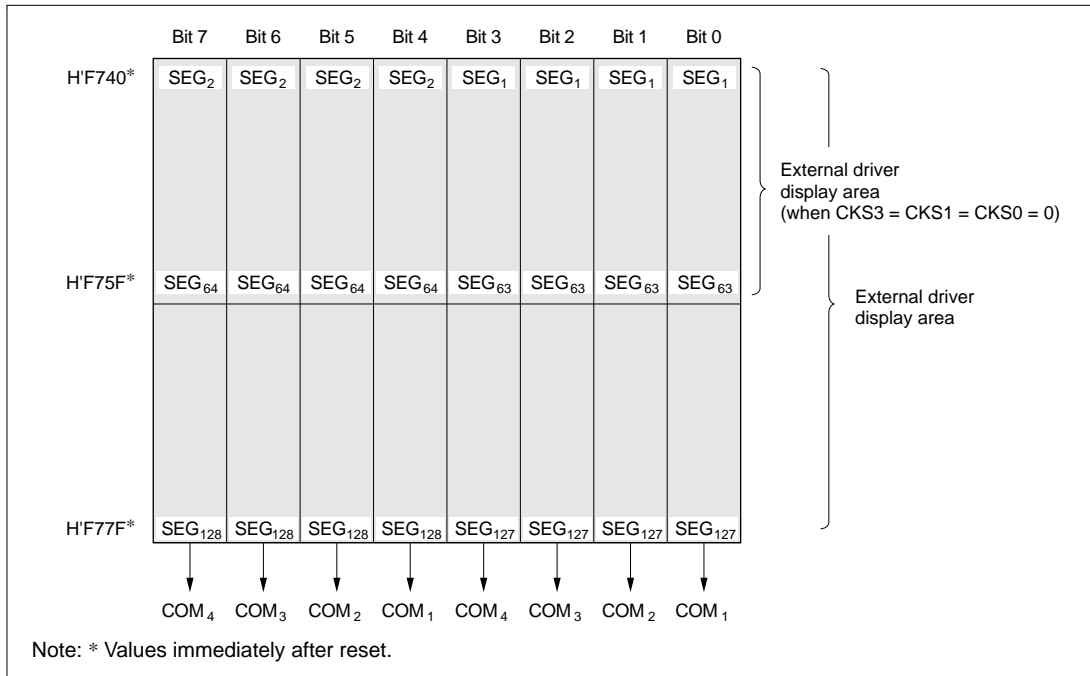 Bit 7 Bit 6 Bit 5 Bit 4 Bit 3 Bit 2 Bit 1 Bit 0
H'F740* SEG2 SEG2 SEG2 SEG2 SEG1 SEG1 SEG1 SEG1
External driver
display area
(when CKS3 = CKS1 = CKS0 = 0)
H'F75F* SEG64 SEG64 SEG64 SEG64 SEG63 SEG63 SEG63 SEG63
External driver
display area
H'F77F* SEG128 SEG128 SEG128 SEG128 SEG127 SEG127 SEG127 SEG127
COM4 COM3 COM2 COM1 COM4 COM3 COM2 COM1
Note: * Values immediately after reset.